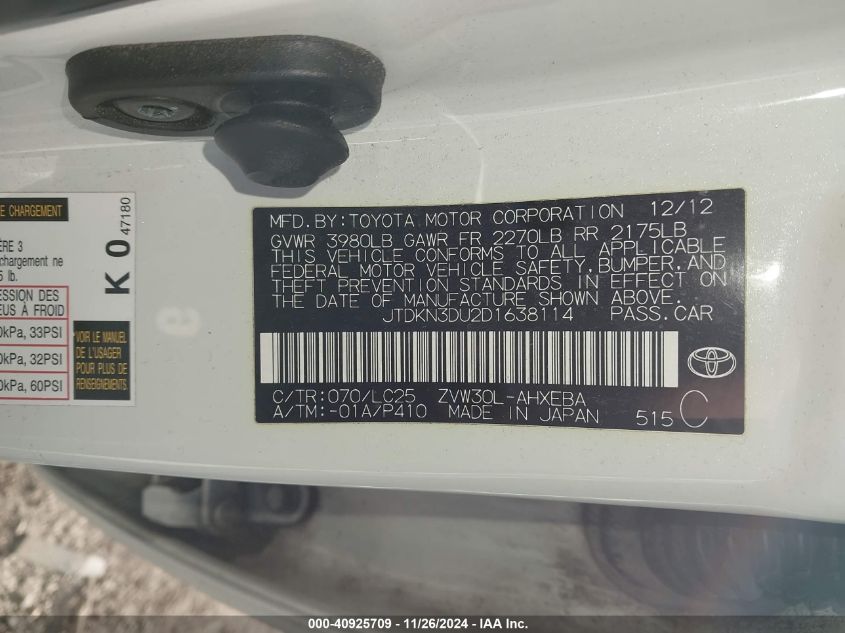 E CHARGEMENT
ÈRE 3
chargement ne
5 lb.
ESSION DES
EUS À FROID
0kPa, 33PSI
0kPa, 32PSI
0kPa, 60PSI
VOIR LE MANUEL
DE L'USAGER
POUR PLUS DE
RENSEIGNEMENTS.
K 0 47180
MFD. BY: TOYOTA MOTOR CORPORATION 12/12
GVWR 3980LB GAWR FR 2270LB RR 2175LB
THIS VEHICLE CONFORMS TO ALL APPLICABLE
FEDERAL MOTOR VEHICLE SAFETY, BUMPER, AND
THEFT PREVENTION STANDARDS IN EFFECT ON
THE DATE OF MANUFACTURE SHOWN ABOVE.
JTDKN3DU2D1638114 PASS. CAR
C/TR: 070/LC25 ZVW30L-AHXEBA
A/TM: -01A/P410 MADE IN JAPAN 515 C
000-40925709 - 11/26/2024 - IAA Inc.